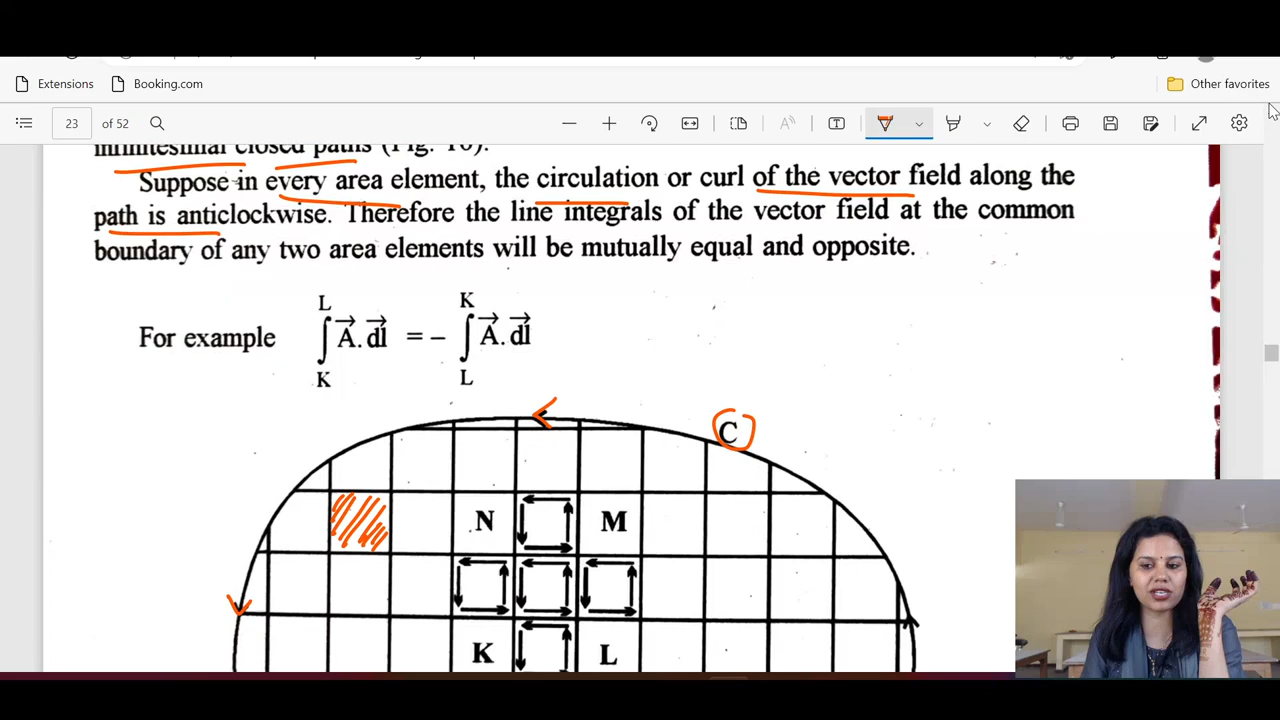 Extensions
Booking.com
Other favorites
23 of 52
infinitesimal closed paths (Fig. 10).
Suppose in every area element, the circulation or curl of the vector field along the
path is anticlockwise. Therefore the line integrals of the vector field at the common
boundary of any two area elements will be mutually equal and opposite.
L K
For example ∫ A⃗. dl⃗ = – ∫ A⃗. dl⃗
K L
C
N M
K L